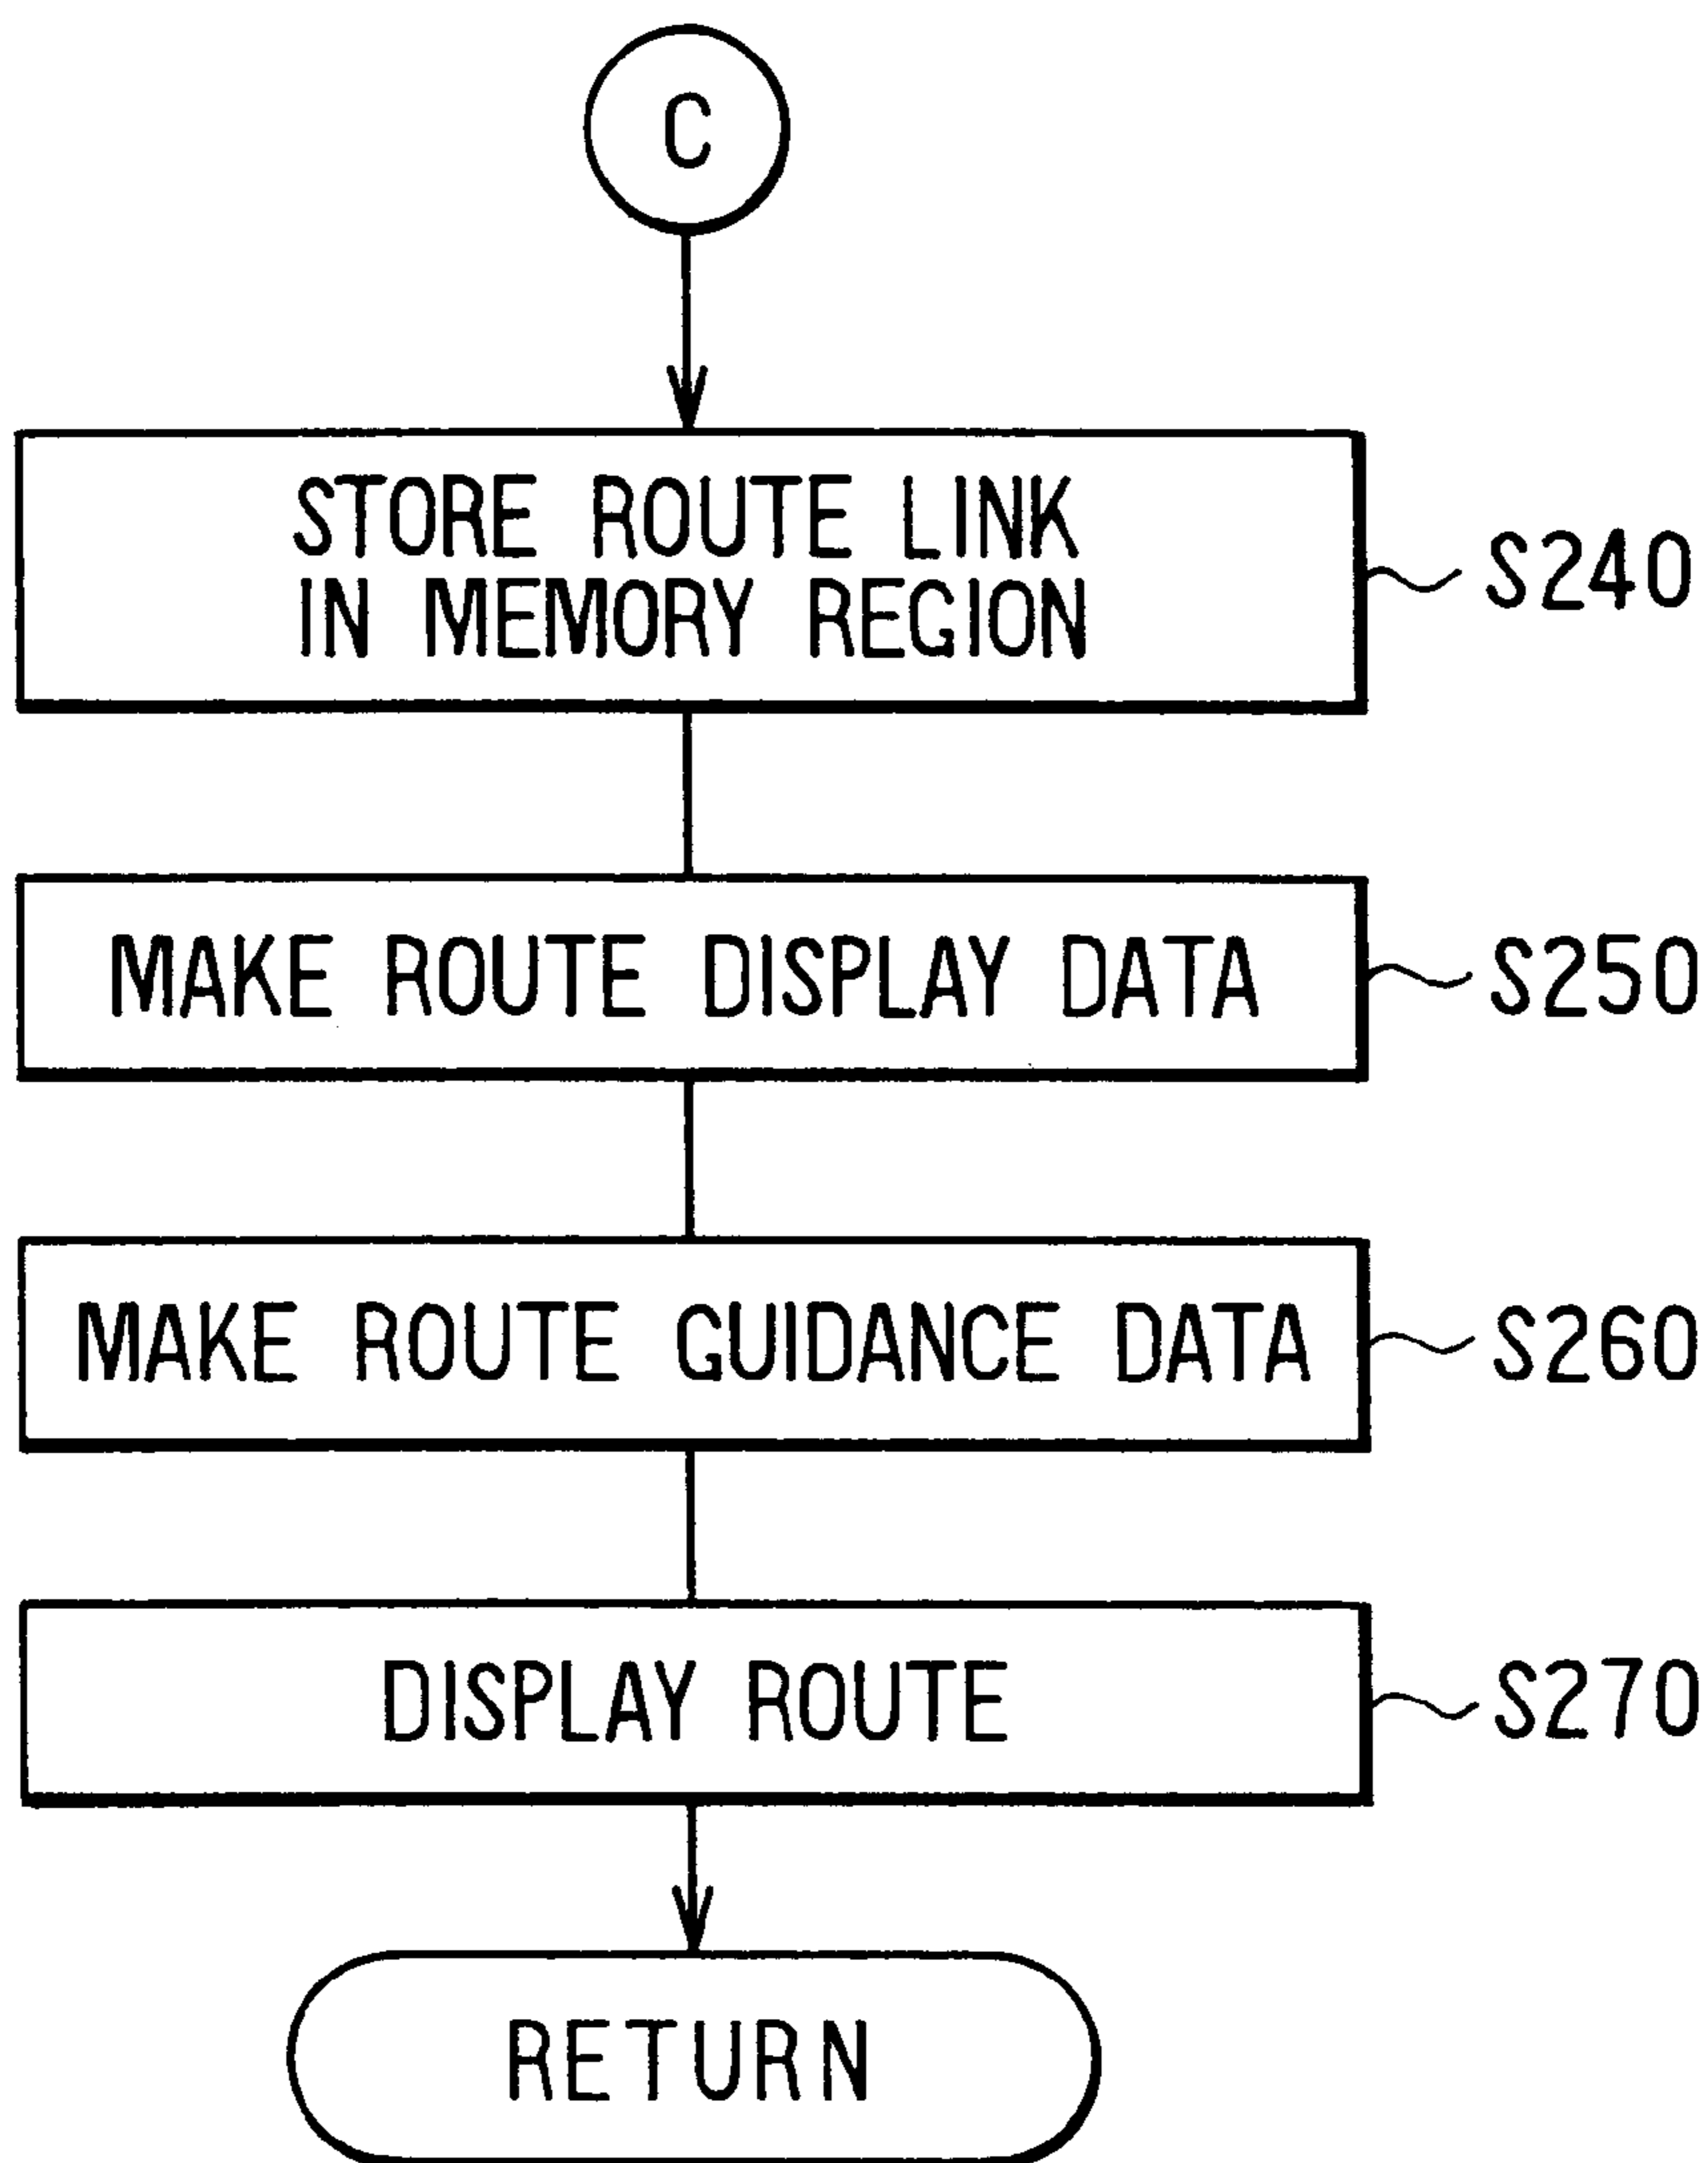 C
STORE ROUTE LINK
IN MEMORY REGION
S240
MAKE ROUTE DISPLAY DATA
S250
MAKE ROUTE GUIDANCE DATA
S260
DISPLAY ROUTE
S270
RETURN